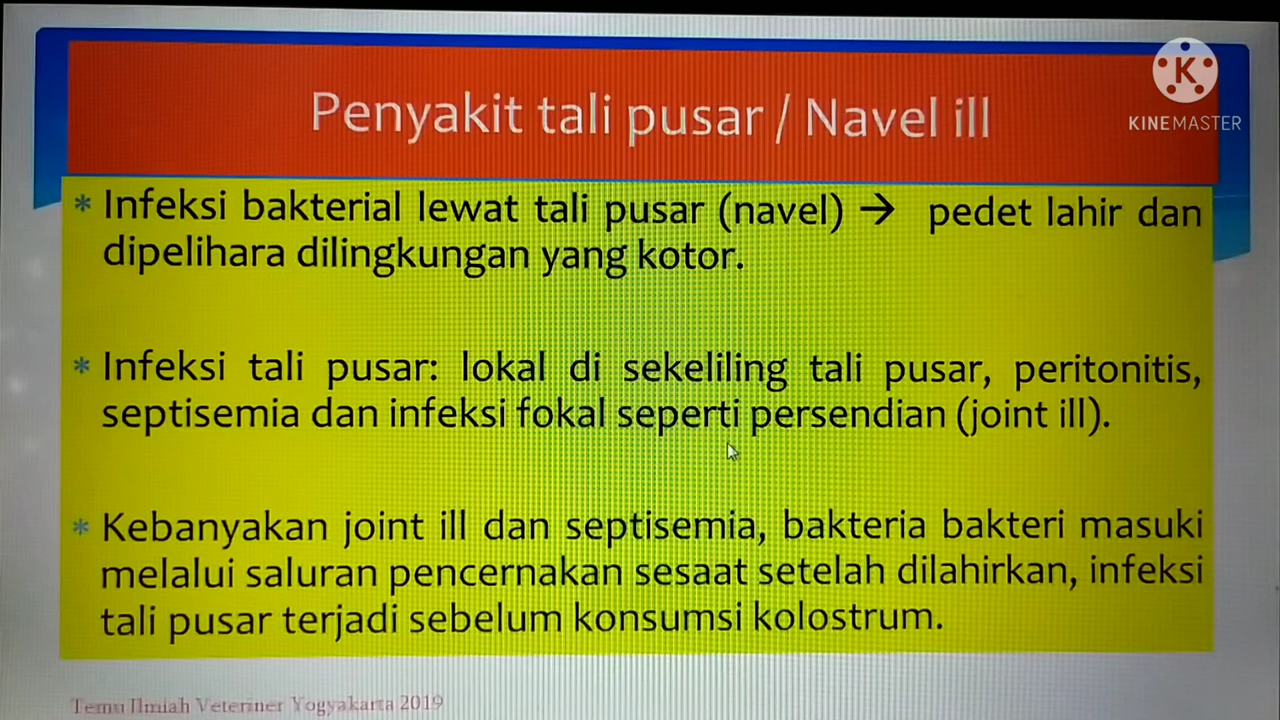 Penyakit tali pusar / Navel ill
KINEMASTER
* Infeksi bakterial lewat tali pusar (navel) → pedet lahir dan
dipelihara dilingkungan yang kotor.
* Infeksi tali pusar: lokal di sekeliling tali pusar, peritonitis,
septisemia dan infeksi fokal seperti persendian (joint ill).
* Kebanyakan joint ill dan septisemia, bakteria bakteri masuki
melalui saluran pencernakan sesaat setelah dilahirkan, infeksi
tali pusar terjadi sebelum konsumsi kolostrum.
Temu Ilmiah Veteriner Yogyakarta 2019